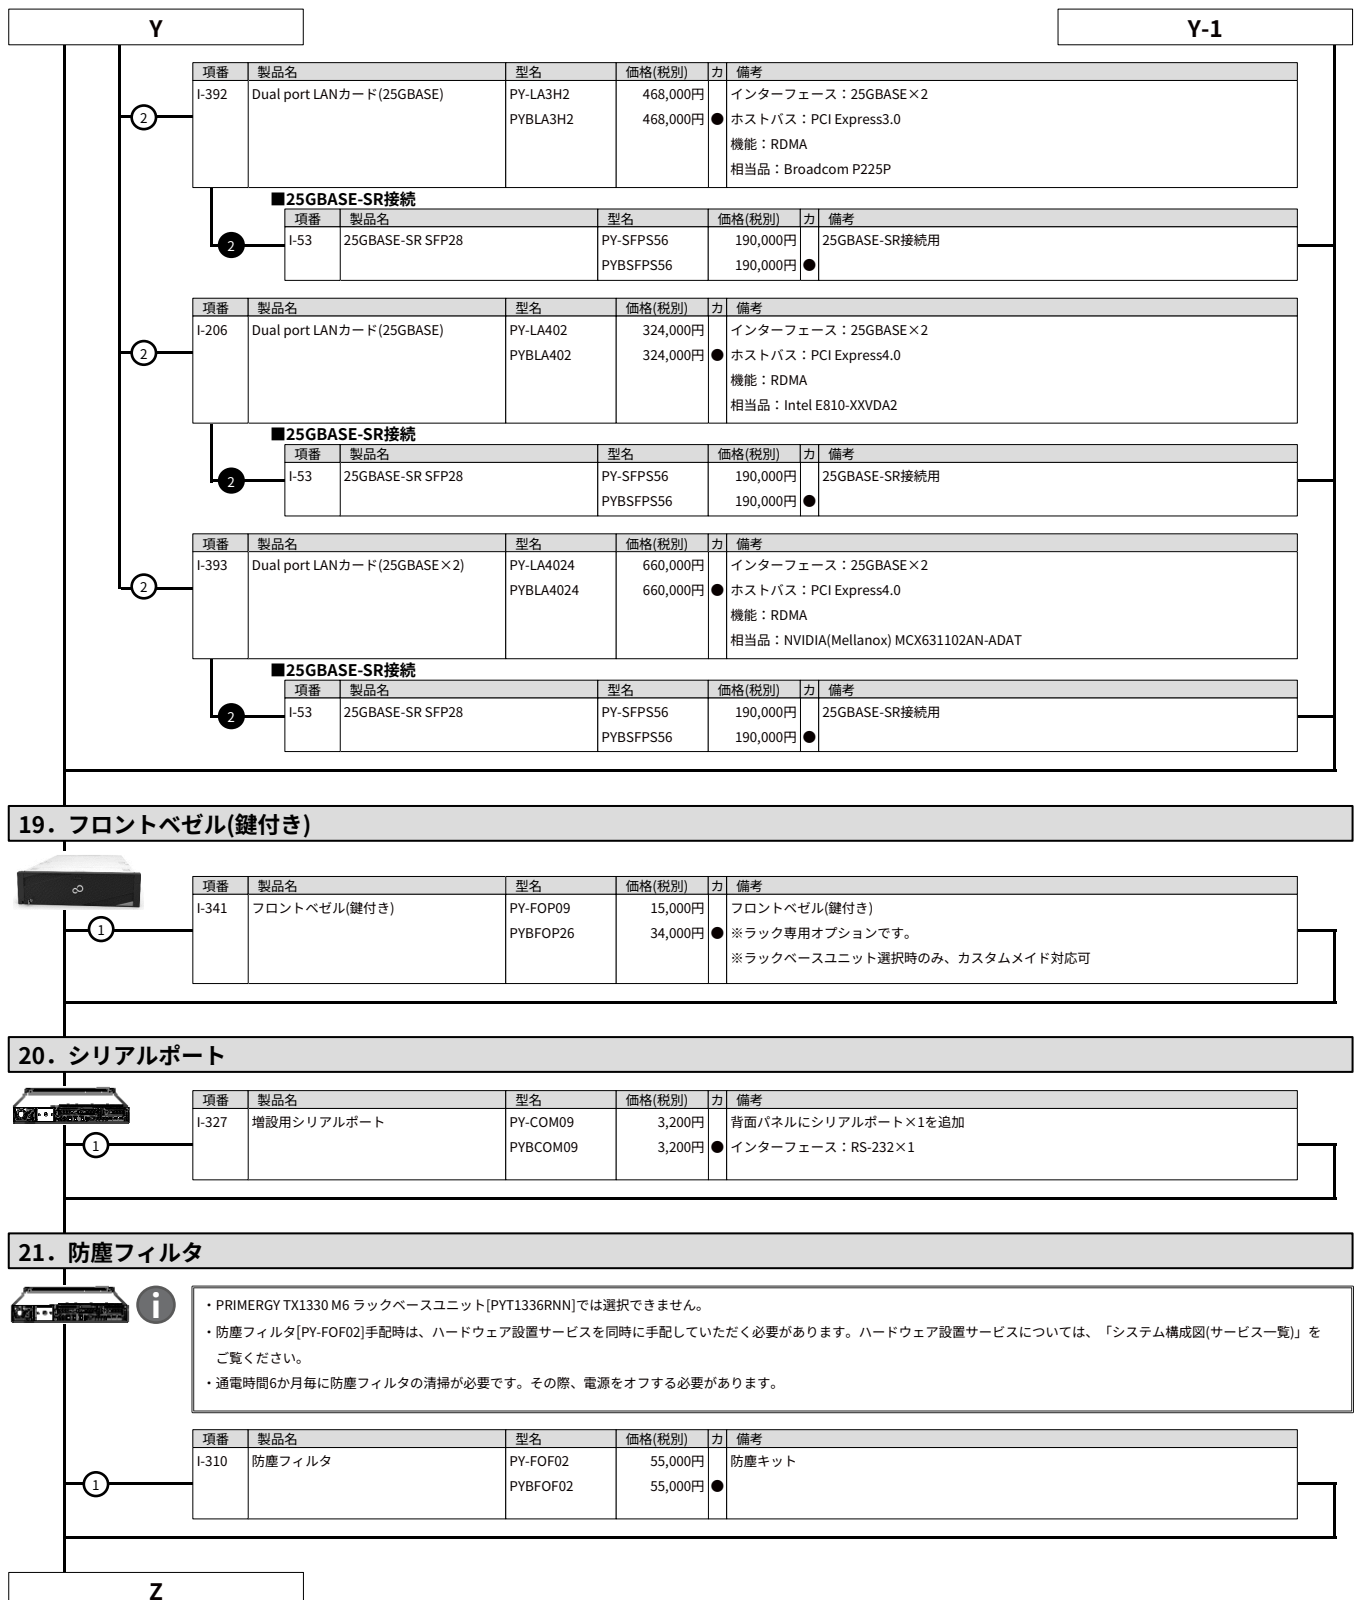 Y
Y-1
項番 製品名 型名 価格(税別) カ 備考
I-392 Dual port LANカード(25GBASE) PY-LA3H2 468,000円 インターフェース：25GBASE×2
2 PYBLA3H2 468,000円 ● ホストバス：PCI Express3.0
機能：RDMA
相当品：Broadcom P225P
■25GBASE-SR接続
項番 製品名 型名 価格(税別) カ 備考
2 I-53 25GBASE-SR SFP28 PY-SFPS56 190,000円 25GBASE-SR接続用
PYBSFPS56 190,000円 ●
項番 製品名 型名 価格(税別) カ 備考
I-206 Dual port LANカード(25GBASE) PY-LA402 324,000円 インターフェース：25GBASE×2
2 PYBLA402 324,000円 ● ホストバス：PCI Express4.0
機能：RDMA
相当品：Intel E810-XXVDA2
■25GBASE-SR接続
項番 製品名 型名 価格(税別) カ 備考
2 I-53 25GBASE-SR SFP28 PY-SFPS56 190,000円 25GBASE-SR接続用
PYBSFPS56 190,000円 ●
項番 製品名 型名 価格(税別) カ 備考
I-393 Dual port LANカード(25GBASE×2) PY-LA4024 660,000円 インターフェース：25GBASE×2
2 PYBLA4024 660,000円 ● ホストバス：PCI Express4.0
機能：RDMA
相当品：NVIDIA(Mellanox) MCX631102AN-ADAT
■25GBASE-SR接続
項番 製品名 型名 価格(税別) カ 備考
2 I-53 25GBASE-SR SFP28 PY-SFPS56 190,000円 25GBASE-SR接続用
PYBSFPS56 190,000円 ●
19．フロントベゼル(鍵付き)
項番 製品名 型名 価格(税別) カ 備考
I-341 フロントベゼル(鍵付き) PY-FOP09 15,000円 フロントベゼル(鍵付き)
1 PYBFOP26 34,000円 ● ※ラック専用オプションです。
※ラックベースユニット選択時のみ、カスタムメイド対応可
20．シリアルポート
項番 製品名 型名 価格(税別) カ 備考
I-327 増設用シリアルポート PY-COM09 3,200円 背面パネルにシリアルポート×1を追加
1 PYBCOM09 3,200円 ● インターフェース：RS-232×1
21．防塵フィルタ
・PRIMERGY TX1330 M6 ラックベースユニット[PYT1336RNN]では選択できません。
・防塵フィルタ[PY-FOF02]手配時は、ハードウェア設置サービスを同時に手配していただく必要があります。ハードウェア設置サービスについては、「システム構成図(サービス一覧)」を
ご覧ください。
・通電時間6か月毎に防塵フィルタの清掃が必要です。その際、電源をオフする必要があります。
項番 製品名 型名 価格(税別) カ 備考
I-310 防塵フィルタ PY-FOF02 55,000円 防塵キット
1 PYBFOF02 55,000円 ●
Z